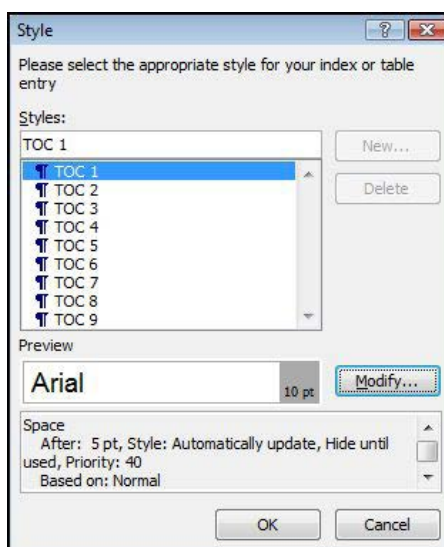 Style
Please select the appropriate style for your index or table
entry
Styles:
TOC 1
New...
¶ TOC 1
¶ TOC 2
Delete
¶ TOC 3
¶ TOC 4
¶ TOC 5
¶ TOC 6
¶ TOC 7
¶ TOC 8
¶ TOC 9
Preview
Arial
10 pt
Modify...
Space
After: 5 pt, Style: Automatically update, Hide until
used, Priority: 40
Based on: Normal
OK
Cancel